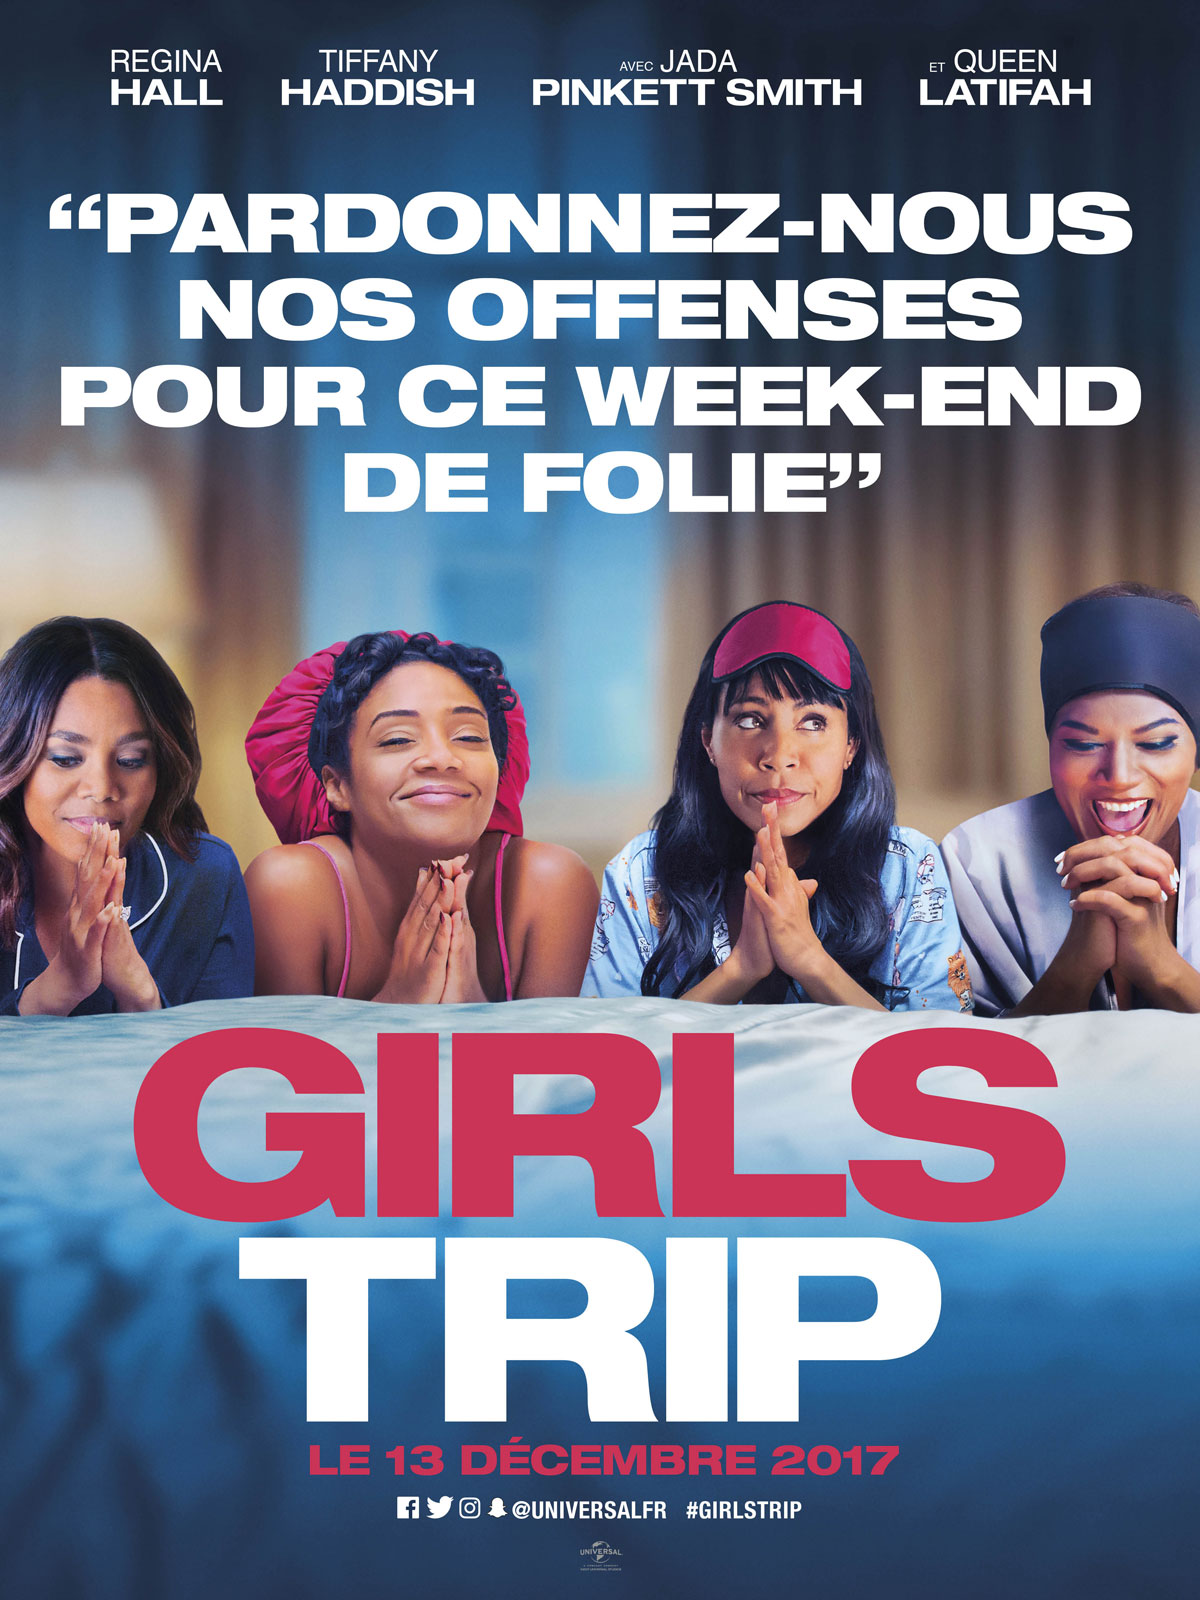 REGINA TIFFANY AVEC JADA ET QUEEN
HALL HADDISH PINKETT SMITH LATIFAH
“PARDONNEZ-NOUS
NOS OFFENSES
POUR CE WEEK-END
DE FOLIE”
GIRLS
TRIP
LE 13 DÉCEMBRE 2017
@UNIVERSALFR #GIRLSTRIP
UNIVERSAL